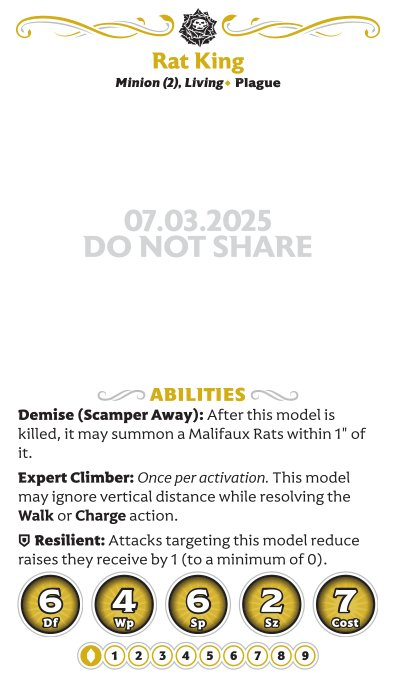 Rat King
Minion (2), Living • Plague
07.03.2025
DO NOT SHARE
ABILITIES
Demise (Scamper Away): After this model is
killed, it may summon a Malifaux Rats within 1" of
it.
Expert Climber: Once per activation. This model
may ignore vertical distance while resolving the
Walk or Charge action.
Resilient: Attacks targeting this model reduce
raises they receive by 1 (to a minimum of 0).
6 4 6 2 7
Df Wp Sp Sz Cost
1 2 3 4 5 6 7 8 9